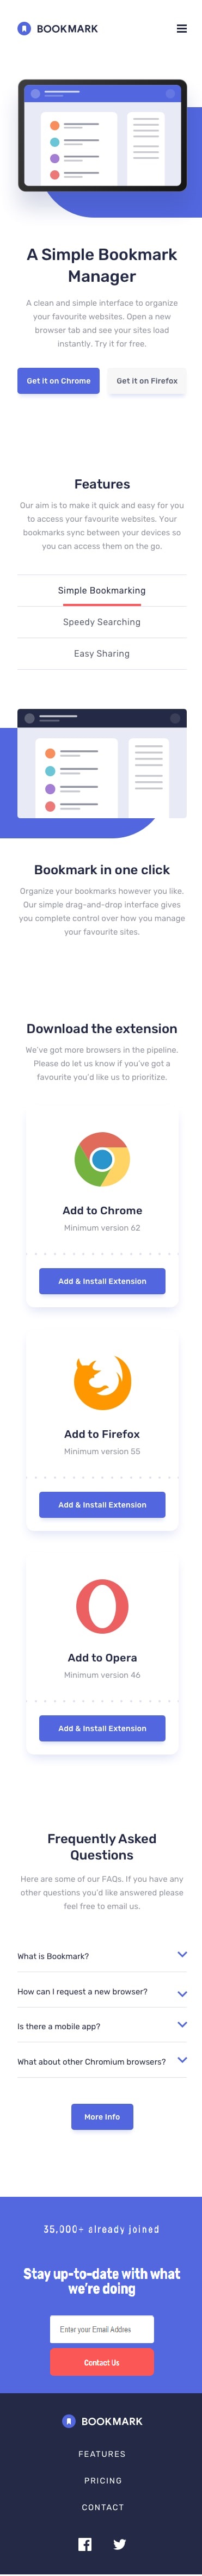 BOOKMARK
A Simple Bookmark
Manager
A clean and simple interface to organize
your favourite websites. Open a new
browser tab and see your sites load
instantly. Try it for free.
Get It on Chrome
Get it on Firefox
Features
Our aim is to make it quick and easy for you
to access your favourite websites. Your
bookmarks sync between your devices so
you can access them on the go.
Simple Bookmarking
Speedy Searching
Easy Sharing
Bookmark in one click
Organize your bookmarks however you like.
Our simple drag-and-drop interface gives
you complete control over how you manage
your favourite sites.
Download the extension
We've got more browsers in the pipeline.
Please do let us know if you've got a
favourite you'd like us to prioritize.
Add to Chrome
Minimum version 62
Add & Install Extension
Add to Firefox
Minimum version 55
Add & Install Extension
Add to Opera
Minimum version 46
Add & Install Extension
Frequently Asked
Questions
Here are some of our FAQs. If you have any
other questions you'd like answered please
feel free to email us.
What is Bookmark?
How can I request a new browser?
Is there a mobile app?
What about other Chromium browsers?
More Info
35,000+ already joined
Stay up-to-date with what
we're doing
Enter your Email Addres
Contact Us
BOOKMARK
FEATURES
PRICING
CONTACT